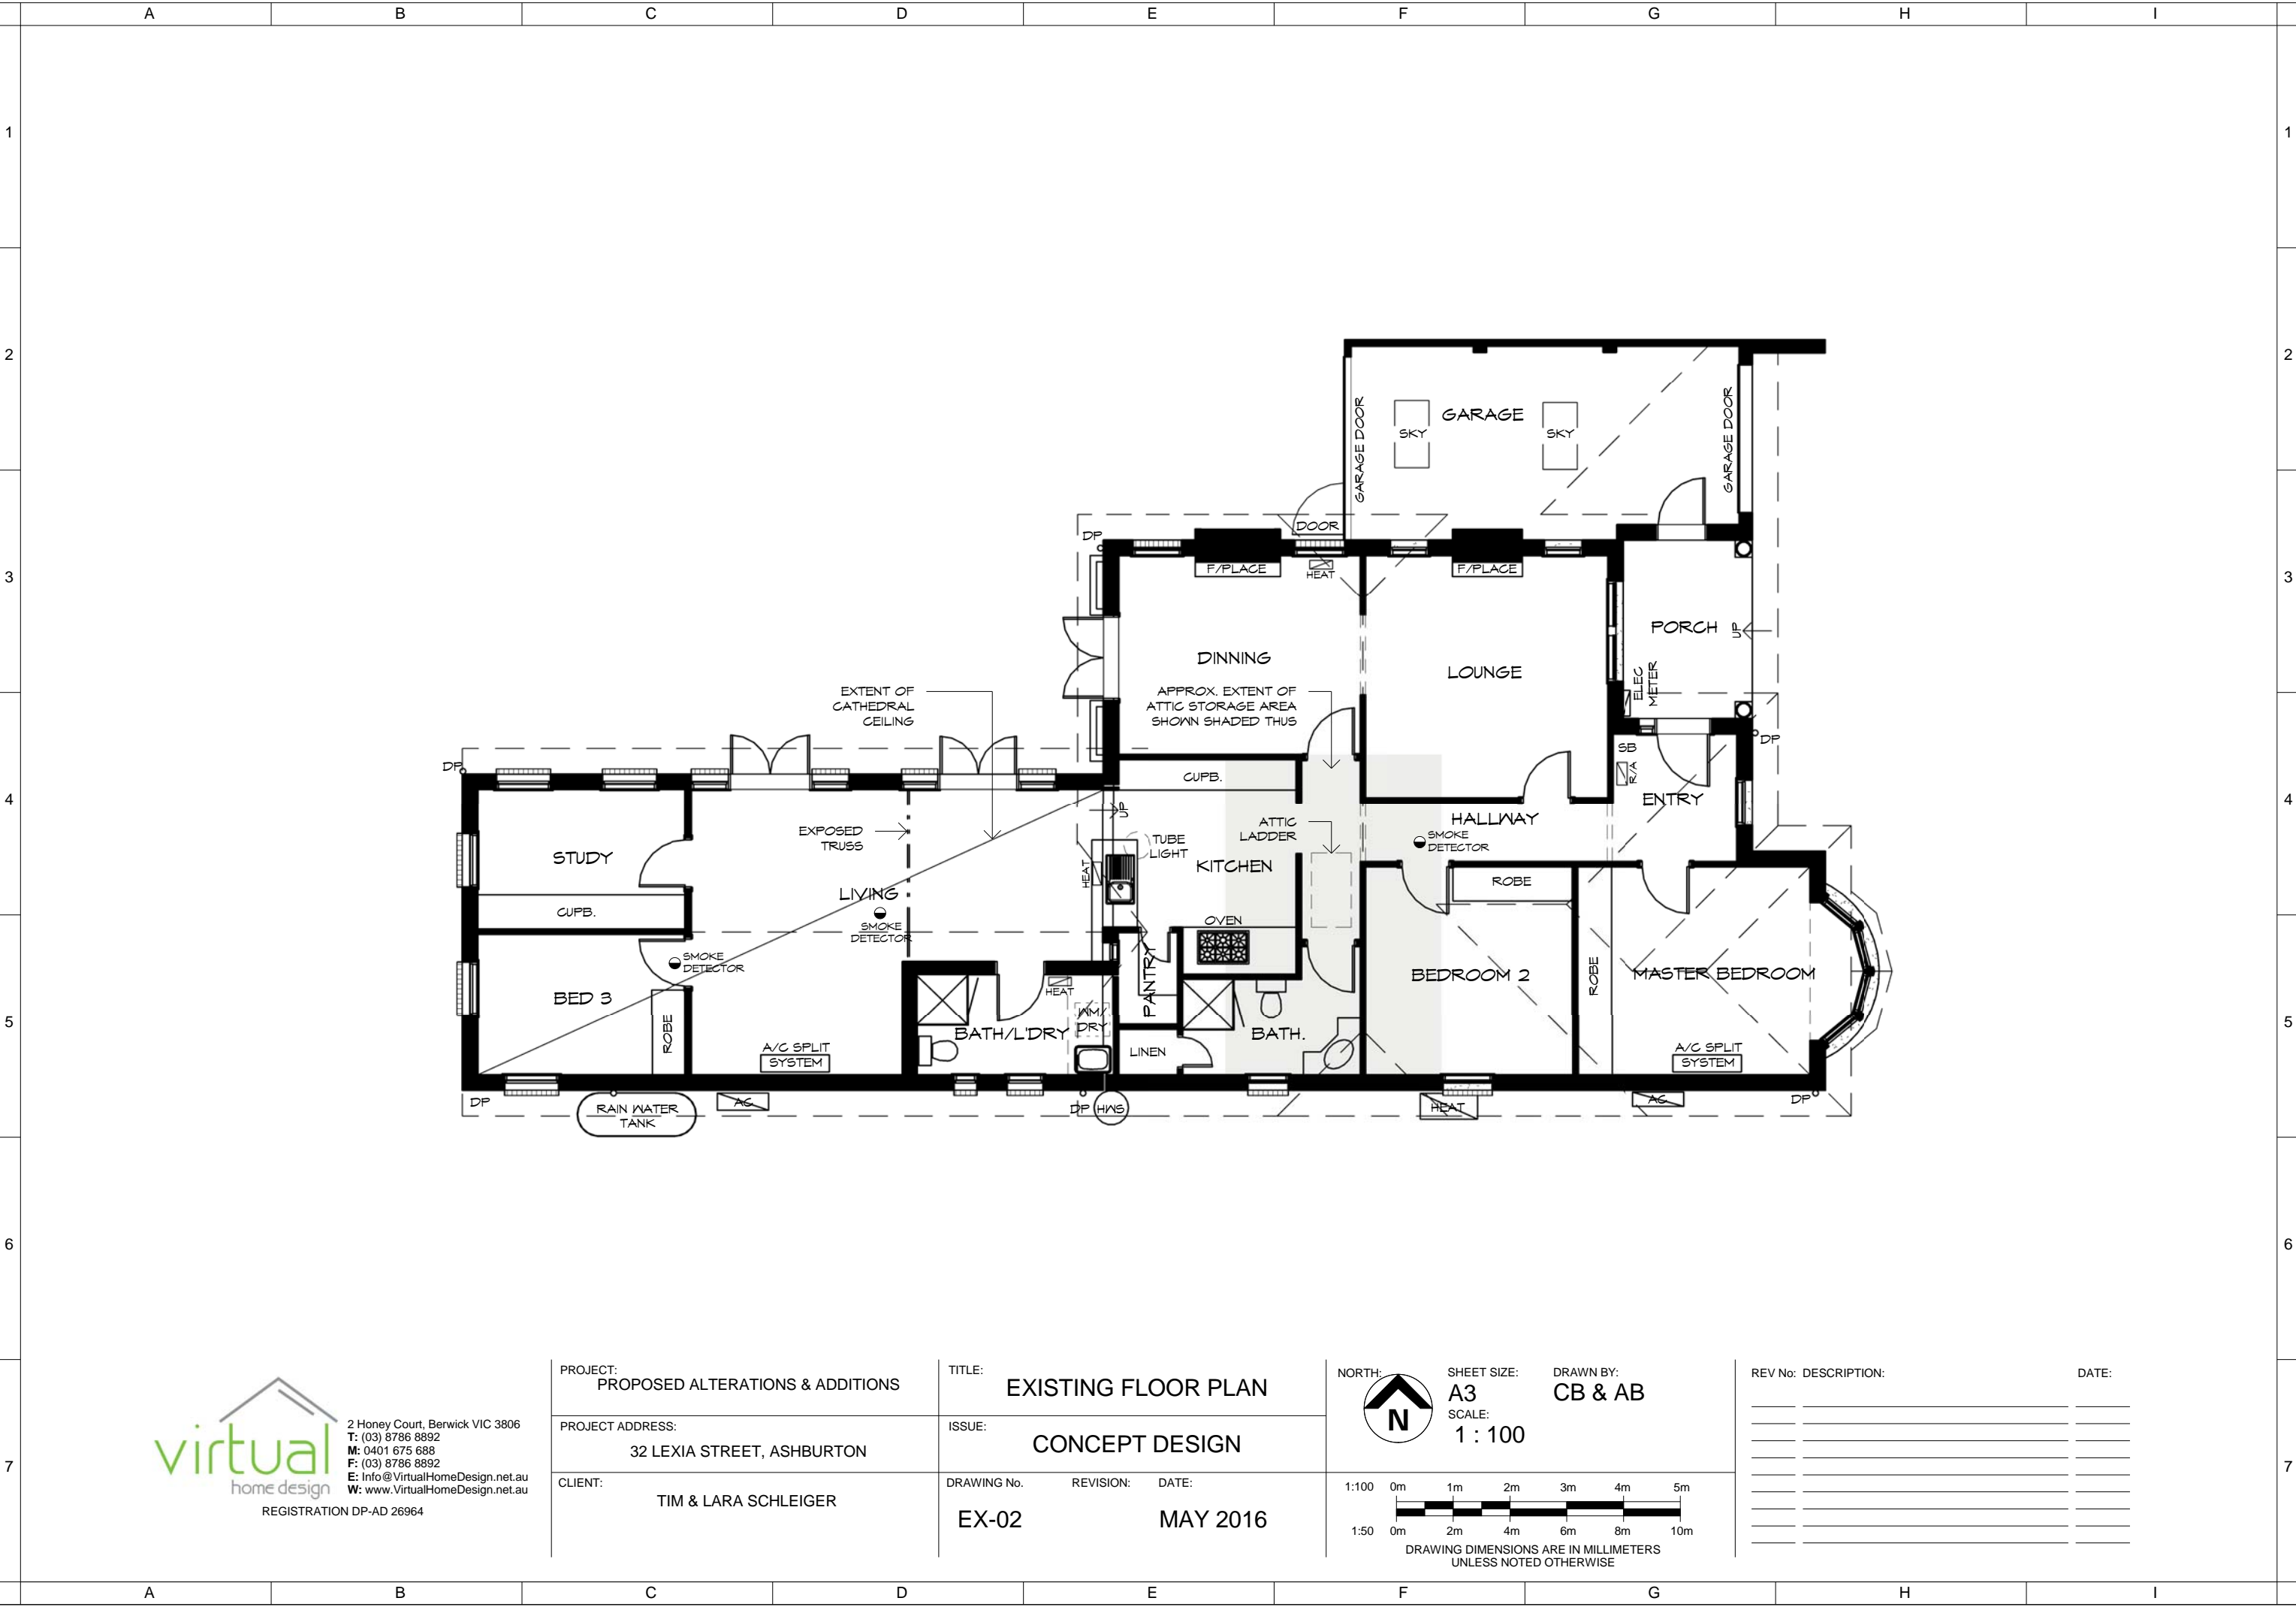 A B C D E F G H I
1 1
2 2
3 3
4 4
5 5
6 6
7 7
GARAGE
SKY
SKY
GARAGE DOOR
GARAGE DOOR
DOOR
DP
F/PLACE
HEAT
F/PLACE
PORCH
UP
DINNING
LOUNGE
ELEC
METER
EXTENT OF
CATHEDRAL
CEILING
APPROX. EXTENT OF
ATTIC STORAGE AREA
SHOWN SHADED THUS
DP
DP
SB
R/A
CUPB.
ENTRY
UP
EXPOSED
TRUSS
TUBE
LIGHT
ATTIC
LADDER
HALLWAY
SMOKE
DETECTOR
STUDY
HEAT
KITCHEN
LIVING
ROBE
CUPB.
SMOKE
DETECTOR
OVEN
SMOKE
DETECTOR
PANTRY
BEDROOM 2
ROBE
MASTER BEDROOM
BED 3
HEAT
WM/
DRY
ROBE
BATH/L'DRY
BATH.
LINEN
A/C SPLIT
SYSTEM
A/C SPLIT
SYSTEM
DP
RAIN WATER
TANK
AC
DP
HWS
HEAT
AC
DP
virtual
home design
2 Honey Court, Berwick VIC 3806
T: (03) 8786 8892
M: 0401 675 688
F: (03) 8786 8892
E: Info@VirtualHomeDesign.net.au
W: www.VirtualHomeDesign.net.au
REGISTRATION DP-AD 26964
PROJECT:
PROPOSED ALTERATIONS & ADDITIONS
PROJECT ADDRESS:
32 LEXIA STREET, ASHBURTON
CLIENT:
TIM & LARA SCHLEIGER
TITLE:
EXISTING FLOOR PLAN
ISSUE:
CONCEPT DESIGN
DRAWING No. REVISION: DATE:
EX-02 MAY 2016
NORTH:
N
SHEET SIZE:
A3
SCALE:
1 : 100
DRAWN BY:
CB & AB
1:100 0m 1m 2m 3m 4m 5m
1:50 0m 2m 4m 6m 8m 10m
DRAWING DIMENSIONS ARE IN MILLIMETERS
UNLESS NOTED OTHERWISE
REV No: DESCRIPTION: DATE:
A B C D E F G H I